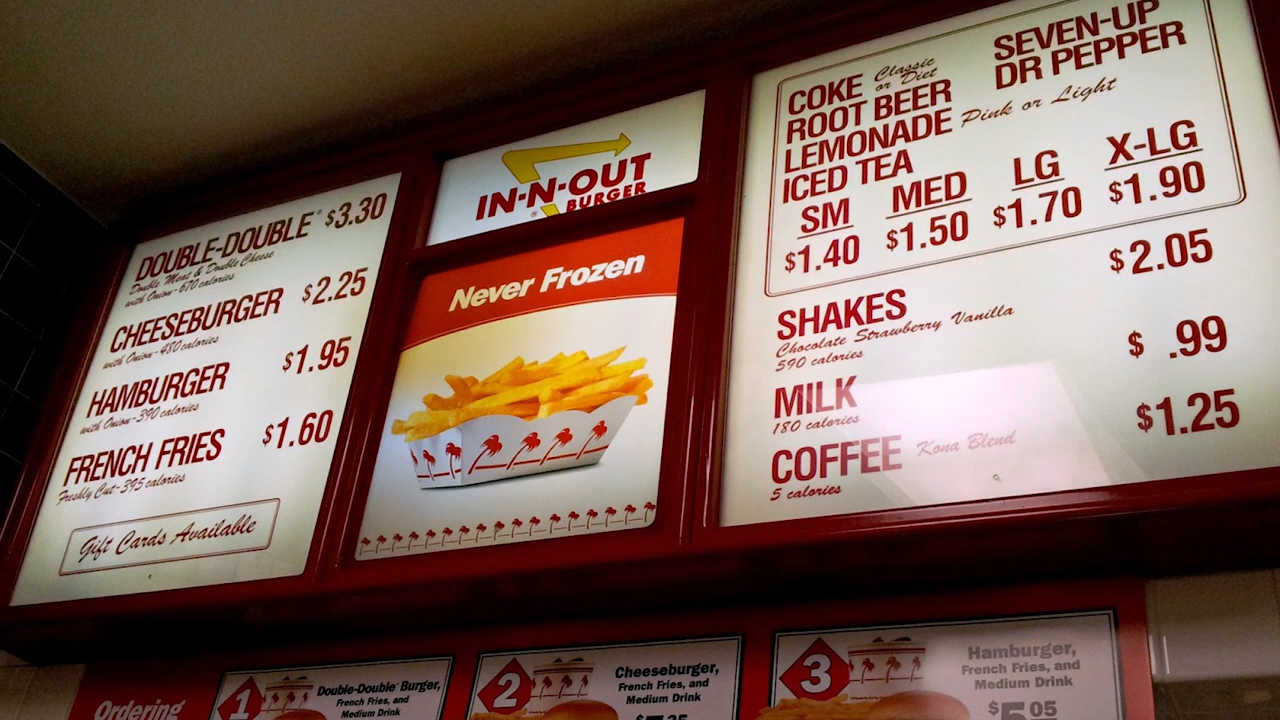 DOUBLE-DOUBLE® $3.30
Double Meat & Double Cheese
with Onion-670 calories
CHEESEBURGER $2.25
with Onion-480 calories
HAMBURGER $1.95
with Onion-390 calories
FRENCH FRIES $1.60
Freshly Cut-395 calories
Gift Cards Available
IN-N-OUT
BURGER
®
Never Frozen
COKE Classic or Diet
ROOT BEER
LEMONADE Pink or Light
ICED TEA
SEVEN-UP
DR PEPPER
SM MED LG X-LG
$1.40 $1.50 $1.70 $1.90
SHAKES $2.05
Chocolate Strawberry Vanilla
590 calories
MILK $ .99
180 calories
COFFEE Kona Blend $1.25
5 calories
Ordering
1
Double-Double® Burger,
French Fries, and
Medium Drink
2
Cheeseburger,
French Fries, and
Medium Drink
3
Hamburger,
French Fries, and
Medium Drink
$5.05